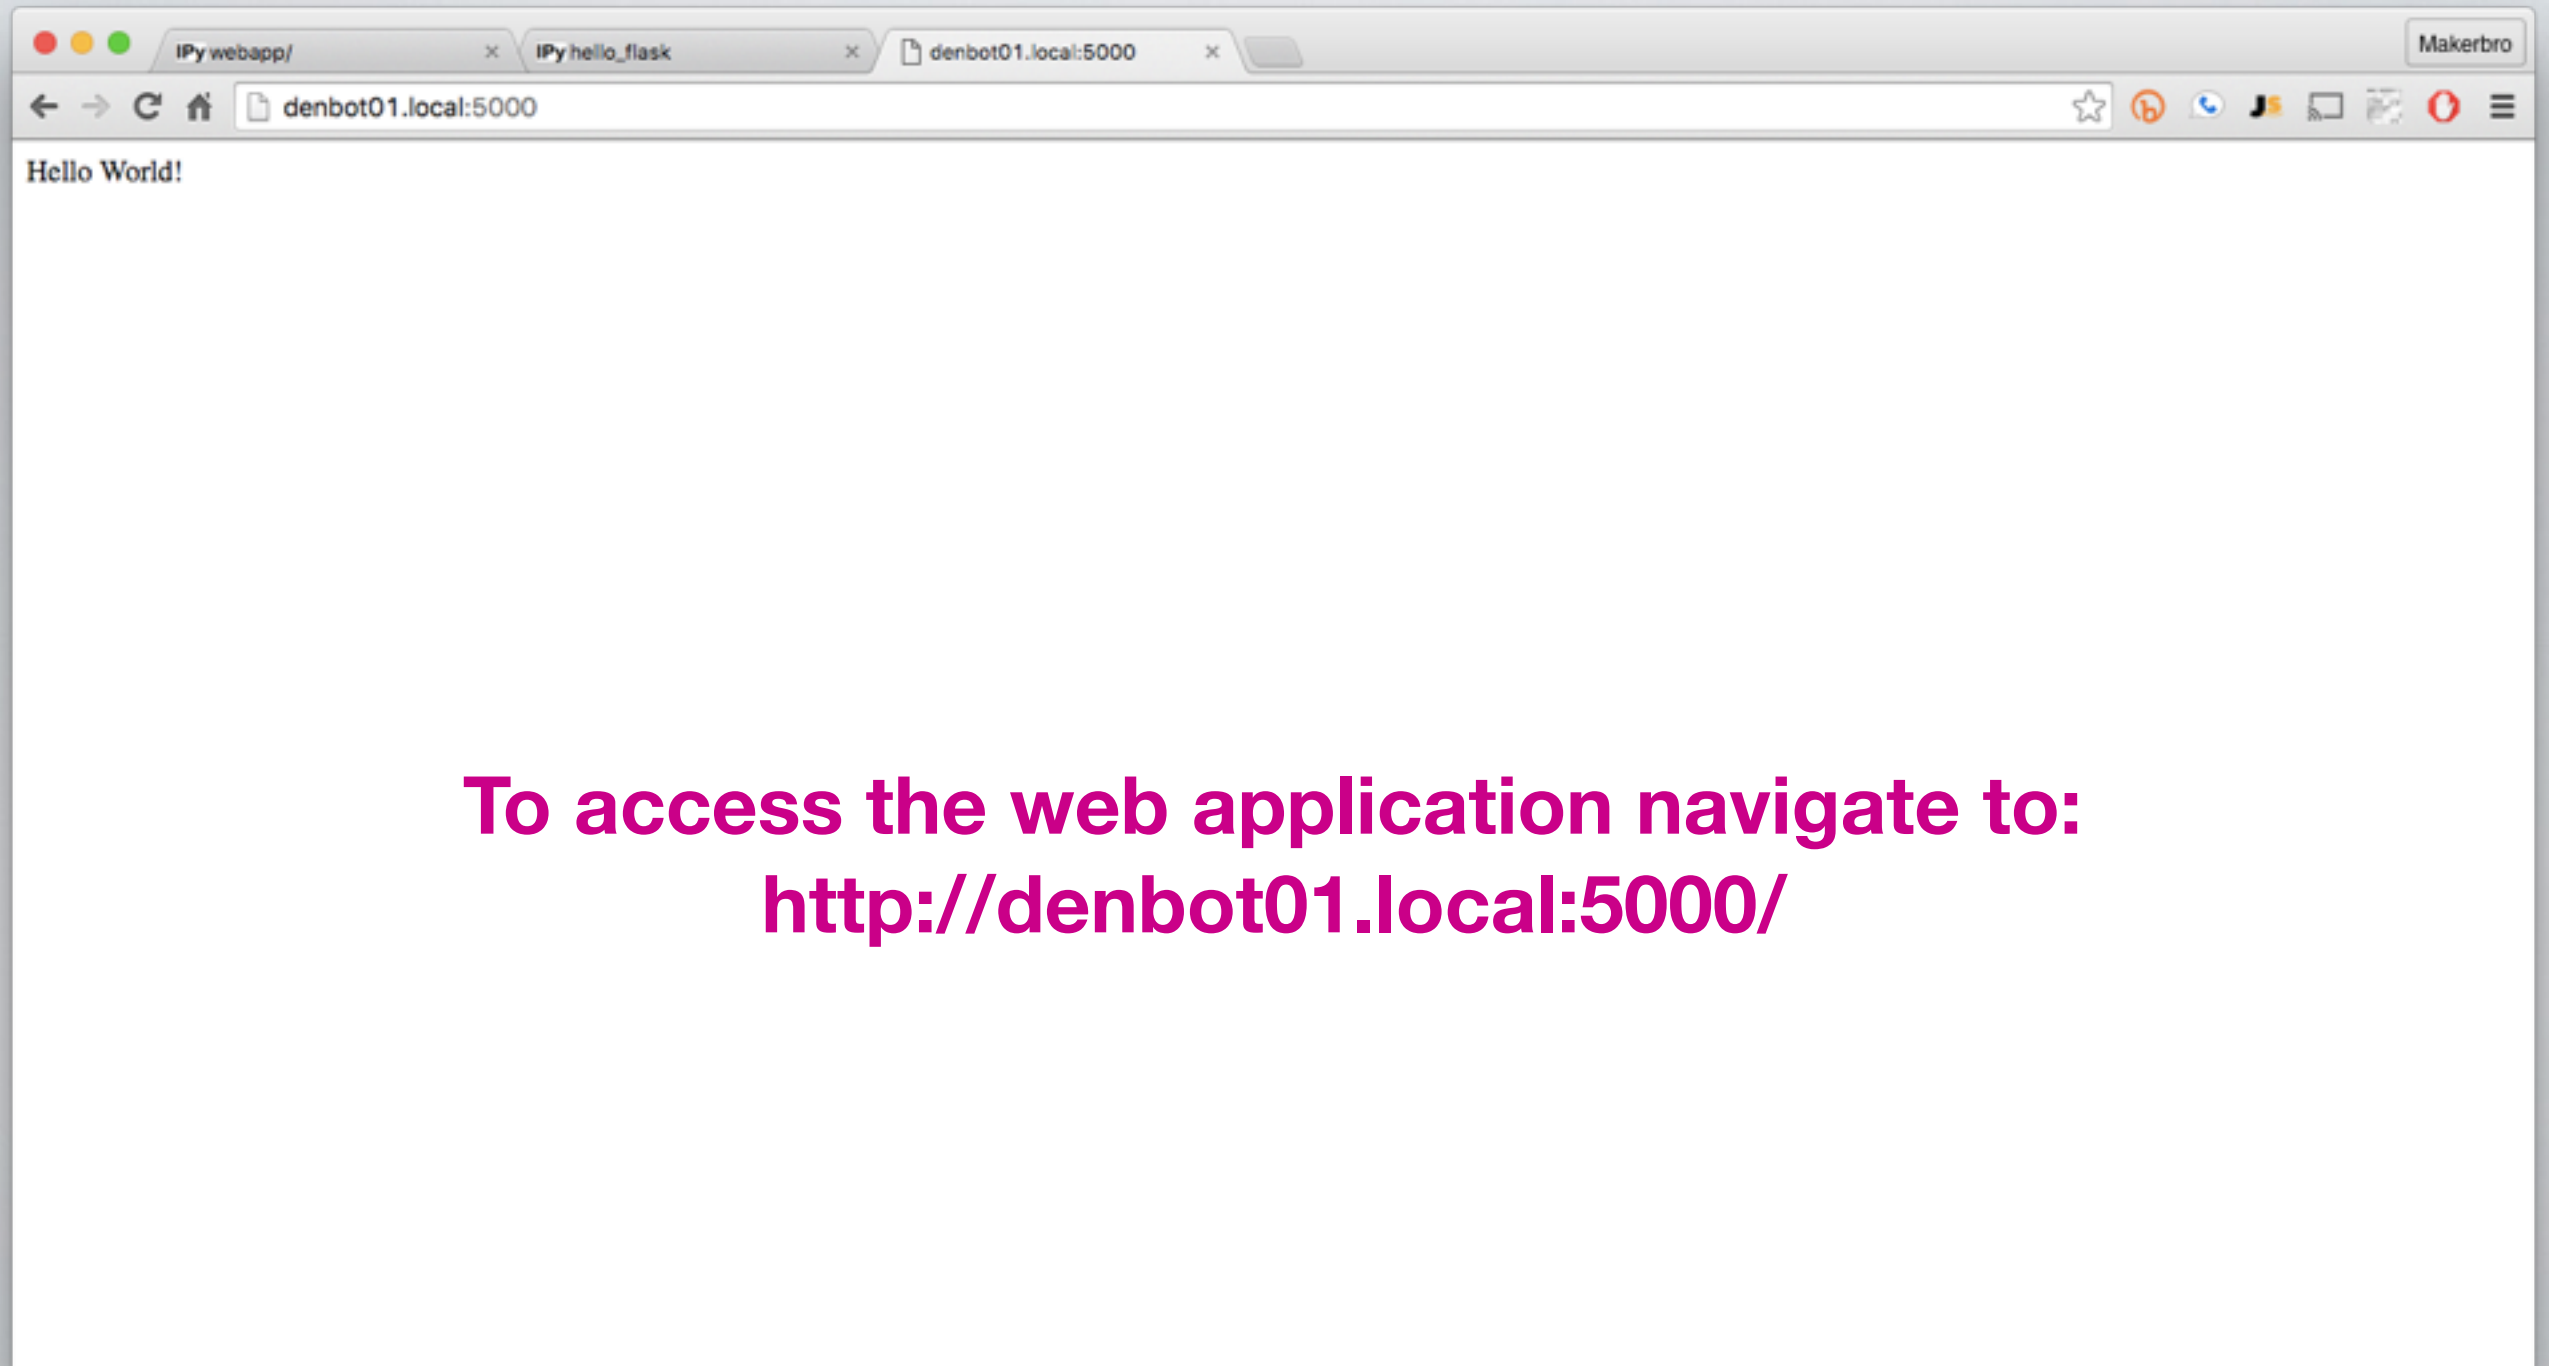 IPy webapp/
IPy hello_flask
denbot01.local:5000
Makerbro
denbot01.local:5000
JS
Hello World!
To access the web application navigate to:
http://denbot01.local:5000/